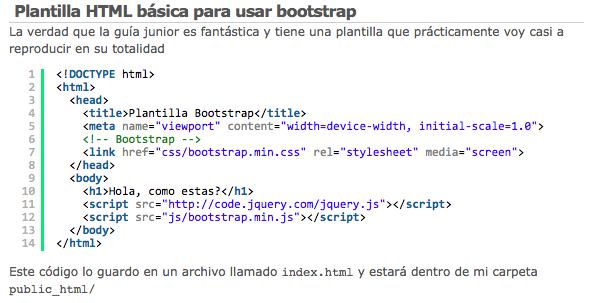 Plantilla HTML básica para usar bootstrap
La verdad que la guía junior es fantástica y tiene una plantilla que prácticamente voy casi a
reproducir en su totalidad
1 <!DOCTYPE html>
2 <html>
3   <head>
4     <title>Plantilla Bootstrap</title>
5     <meta name="viewport" content="width=device-width, initial-scale=1.0">
6     <!-- Bootstrap -->
7     <link href="css/bootstrap.min.css" rel="stylesheet" media="screen">
8   </head>
9   <body>
10     <h1>Hola, como estas?</h1>
11     <script src="http://code.jquery.com/jquery.js"></script>
12     <script src="js/bootstrap.min.js"></script>
13   </body>
14 </html>
Este código lo guardo en un archivo llamado index.html y estará dentro de mi carpeta
public_html/